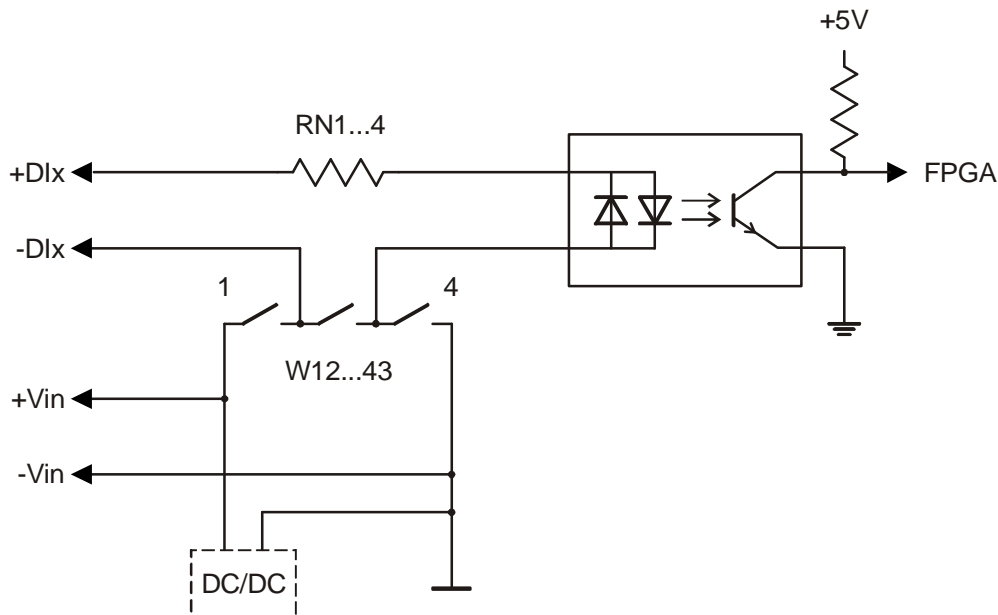 +5V
RN1...4
+DIx
FPGA
-DIx
1
4
W12...43
+Vin
-Vin
DC/DC